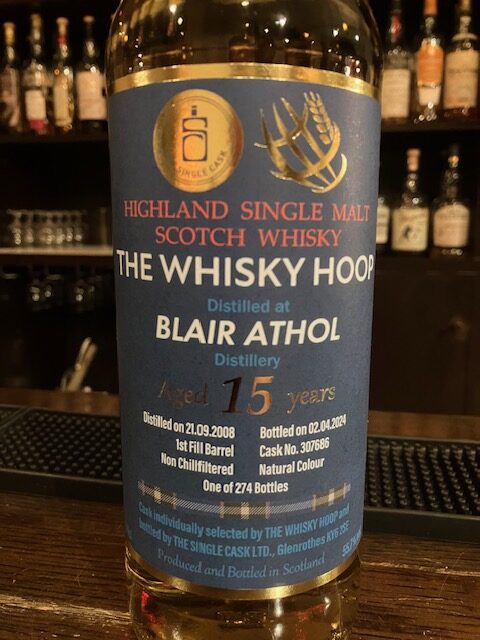 SINGLE CASK
HIGHLAND SINGLE MALT
SCOTCH WHISKY
THE WHISKY HOOP
Distilled at
BLAIR ATHOL
Distillery
Aged 15 years
Distilled on 21.09.2008 Bottled on 02.04.2024
1st Fill Barrel Cask No. 307686
Non Chillfiltered Natural Colour
One of 274 Bottles
Cask individually selected by THE WHISKY HOOP and
bottled by THE SINGLE CASK LTD., Glenrothes KY6 2SE
Produced and Bottled in Scotland